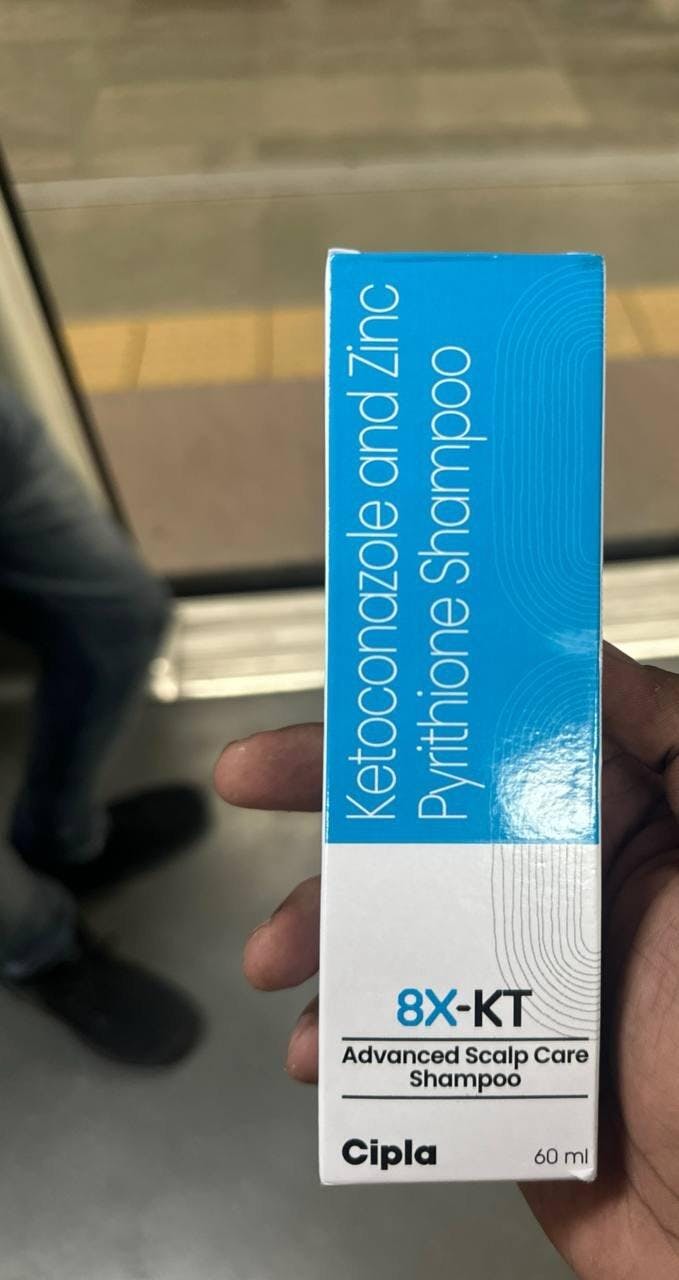 Ketoconazole and Zinc
Pyrithione Shampoo
8X-KT
Advanced Scalp Care
Shampoo
Cipla
60 ml